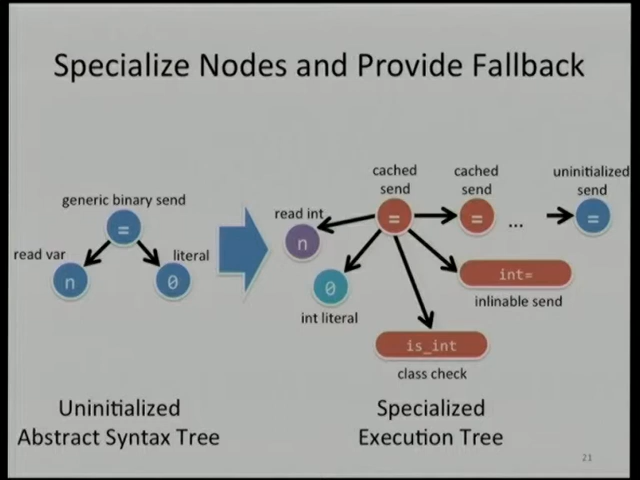 Specialize Nodes and Provide Fallback
generic binary send
=
read var
n
literal
0
cached
send
=
cached
send
=
...
uninitialized
send
=
read int
n
0
int literal
int=
inlinable send
is_int
class check
Uninitialized
Abstract Syntax Tree
Specialized
Execution Tree
21